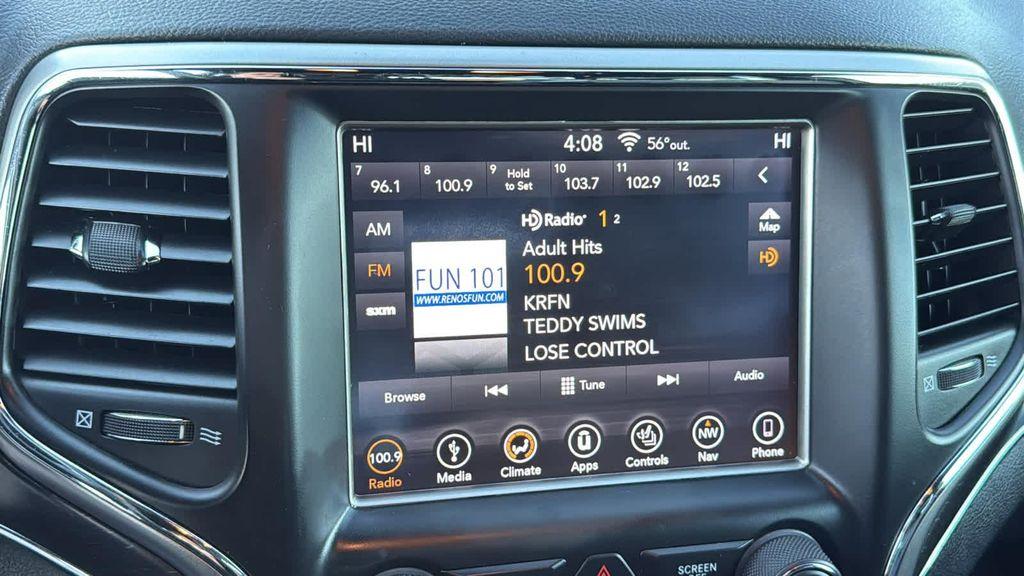 HI 4:08 56°out. HI
7 96.1 8 100.9 9 Hold to Set 10 103.7 11 102.9 12 102.5
HD Radio 1 2
AM
Map
Adult Hits
FM
FUN 101
HD
100.9
WWW.RENOSFUN.COM
KRFN
sxm
TEDDY SWIMS
LOSE CONTROL
Browse Tune Audio
100.9 NW
Radio Media Climate Apps Controls Nav Phone
SCREEN